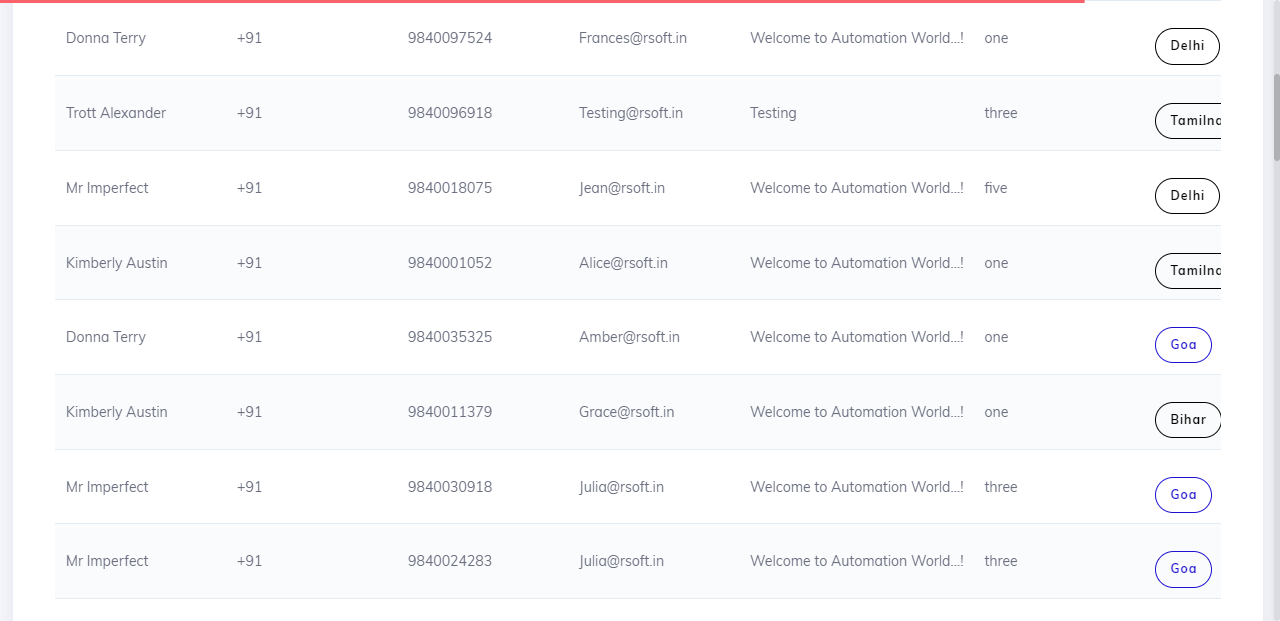 Donna Terry +91 9840097524 Frances@rsoft.in Welcome to Automation World...! one Delhi
Trott Alexander +91 9840096918 Testing@rsoft.in Testing three Tamilna
Mr Imperfect +91 9840018075 Jean@rsoft.in Welcome to Automation World...! five Delhi
Kimberly Austin +91 9840001052 Alice@rsoft.in Welcome to Automation World...! one Tamilna
Donna Terry +91 9840035325 Amber@rsoft.in Welcome to Automation World...! one Goa
Kimberly Austin +91 9840011379 Grace@rsoft.in Welcome to Automation World...! one Bihar
Mr Imperfect +91 9840030918 Julia@rsoft.in Welcome to Automation World...! three Goa
Mr Imperfect +91 9840024283 Julia@rsoft.in Welcome to Automation World...! three Goa